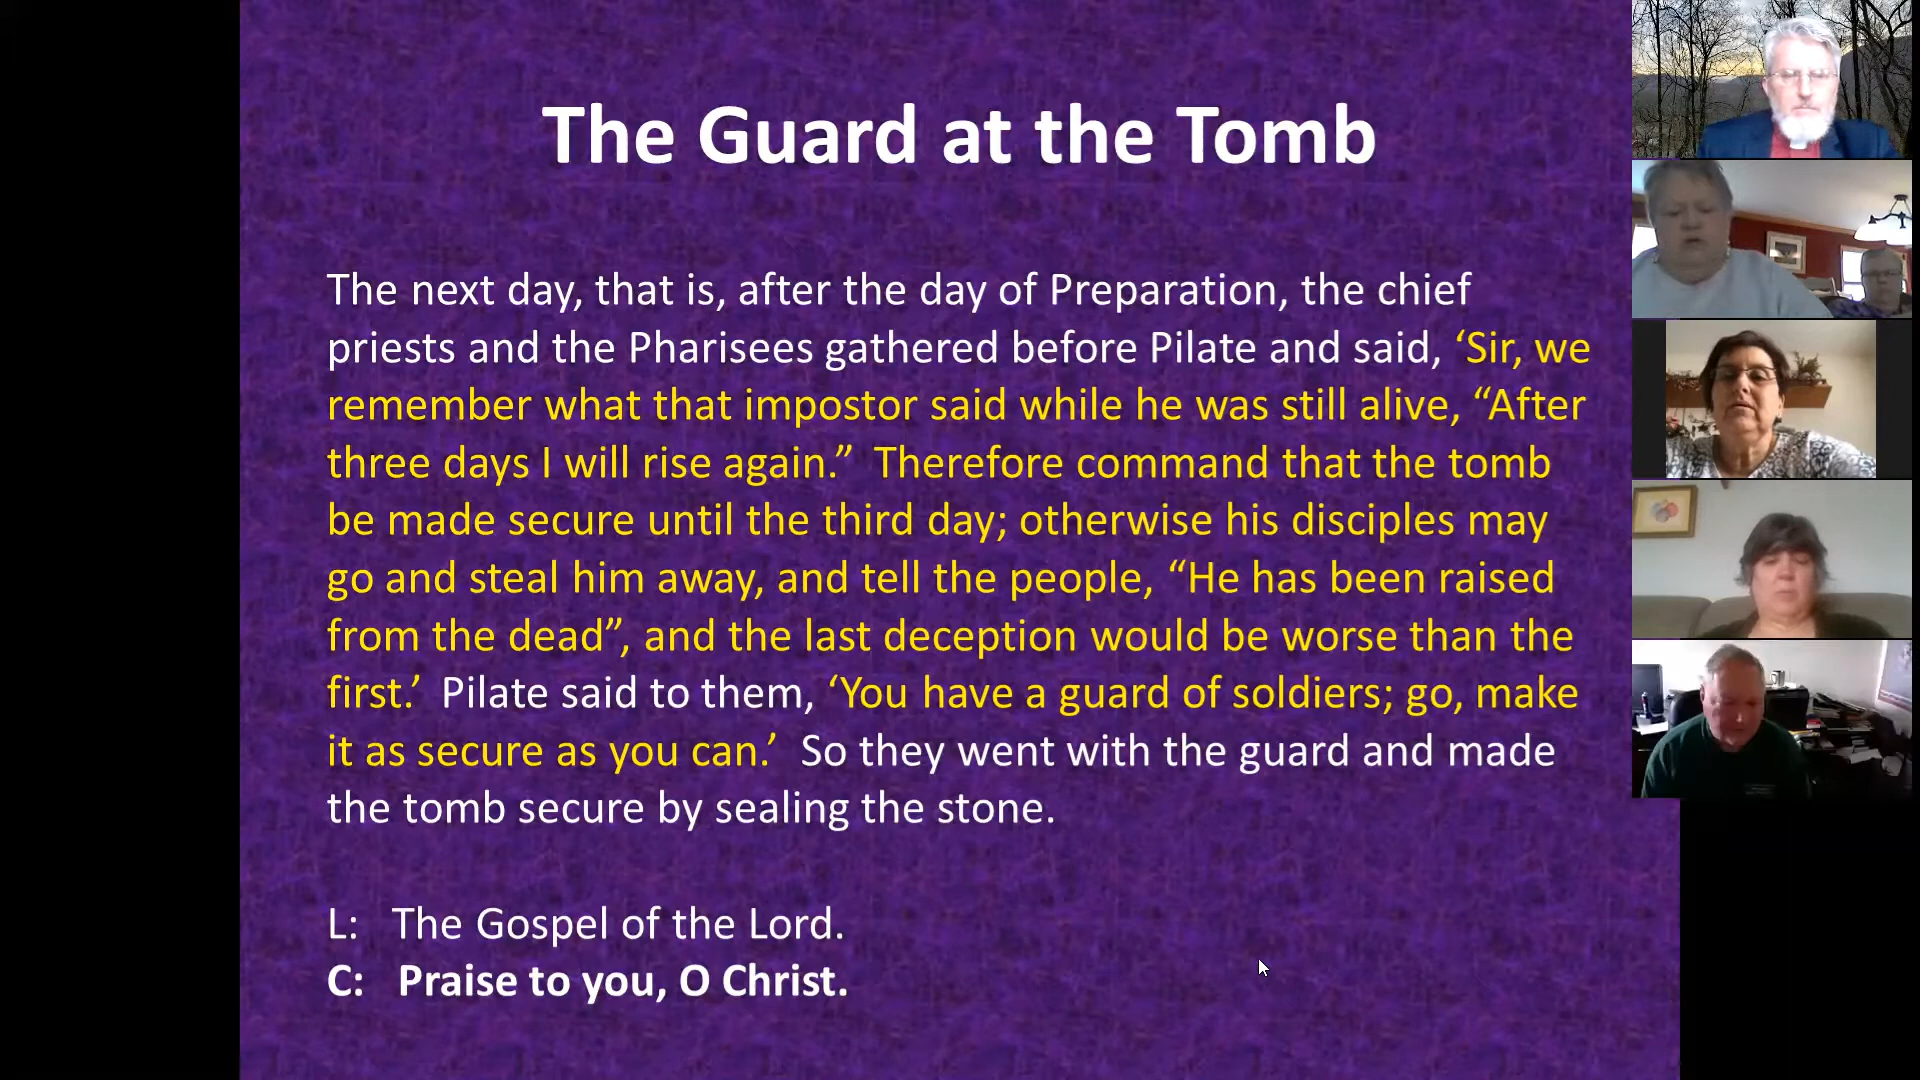 The Guard at the Tomb
The next day, that is, after the day of Preparation, the chief
priests and the Pharisees gathered before Pilate and said, ‘Sir, we
remember what that impostor said while he was still alive, “After
three days I will rise again.”  Therefore command that the tomb
be made secure until the third day; otherwise his disciples may
go and steal him away, and tell the people, “He has been raised
from the dead”, and the last deception would be worse than the
first.’  Pilate said to them, ‘You have a guard of soldiers; go, make
it as secure as you can.’  So they went with the guard and made
the tomb secure by sealing the stone.
L:   The Gospel of the Lord.
C:   Praise to you, O Christ.